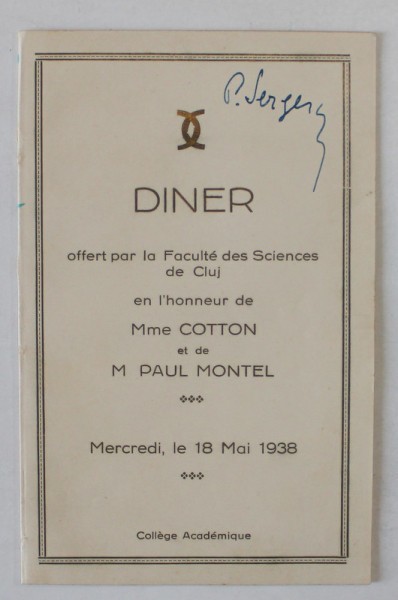 P. Sergescu
DINER
offert par la Faculté des Sciences
de Cluj
en l'honneur de
Mme COTTON
et de
M PAUL MONTEL
Mercredi, le 18 Mai 1938
Collège Académique